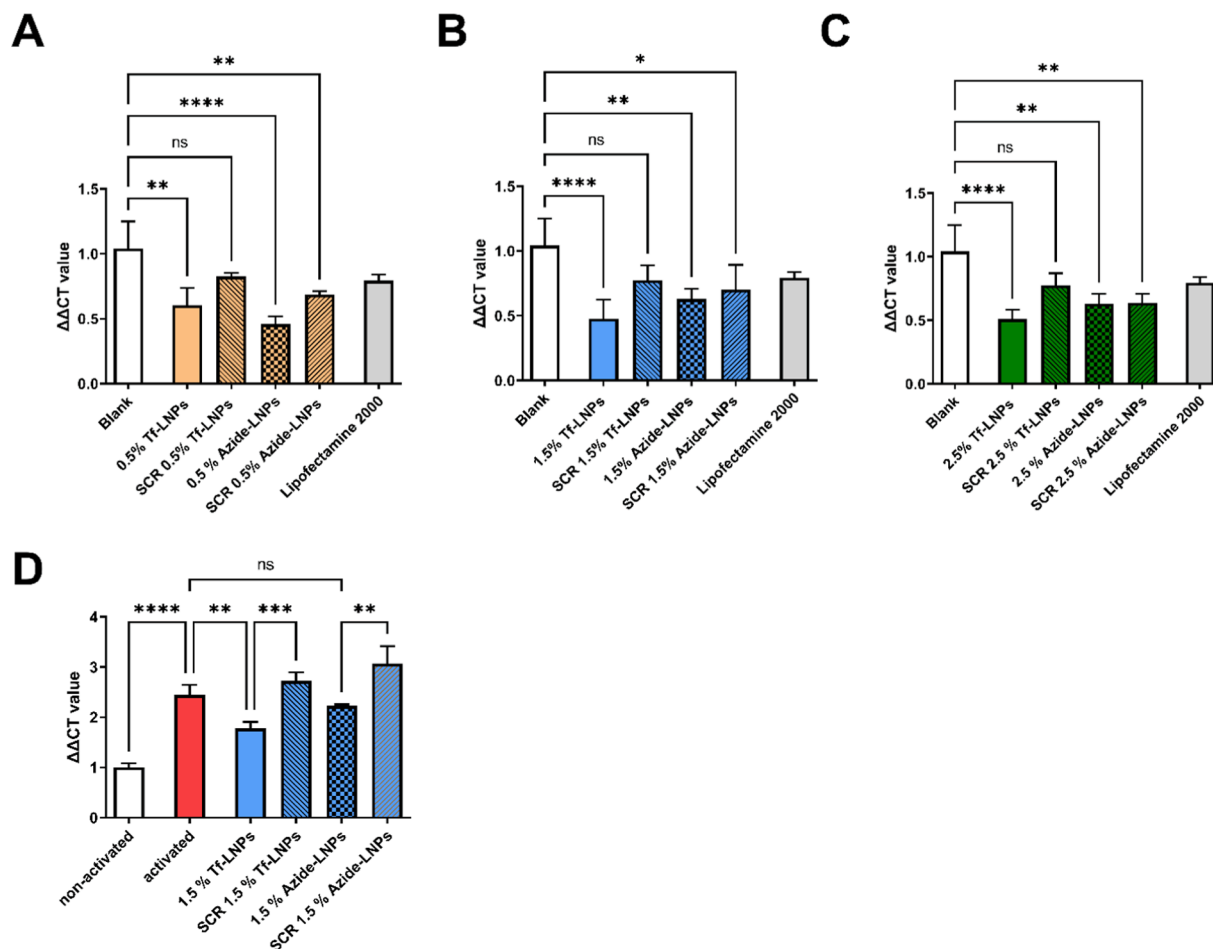 A
**
****
ns
**
1.5
1.0
0.5
0.0
ΔΔCT value
Blank
0.5% Tf-LNPs
SCR 0.5% Tf-LNPs
0.5 % Azide-LNPs
SCR 0.5% Azide-LNPs
Lipofectamine 2000
B
*
**
ns
****
1.5
1.0
0.5
0.0
ΔΔCT value
Blank
1.5% Tf-LNPs
SCR 1.5% Tf-LNPs
1.5% Azide-LNPs
SCR 1.5% Azide-LNPs
Lipofectamine 2000
C
**
**
ns
****
1.5
1.0
0.5
0.0
ΔΔCT value
Blank
2.5% Tf-LNPs
SCR 2.5 % Tf-LNPs
2.5 % Azide-LNPs
SCR 2.5 % Azide-LNPs
Lipofectamine 2000
D
ns
**** ** *** **
4
3
2
1
0
ΔΔCT value
non-activated
activated
1.5 % Tf-LNPs
SCR 1.5 % Tf-LNPs
1.5 % Azide-LNPs
SCR 1.5 % Azide-LNPs